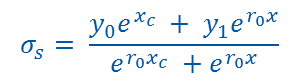 σ_s = (y_0 e^{x_c} + y_1 e^{r_0 x}) / (e^{r_0 x_c} + e^{r_0 x})